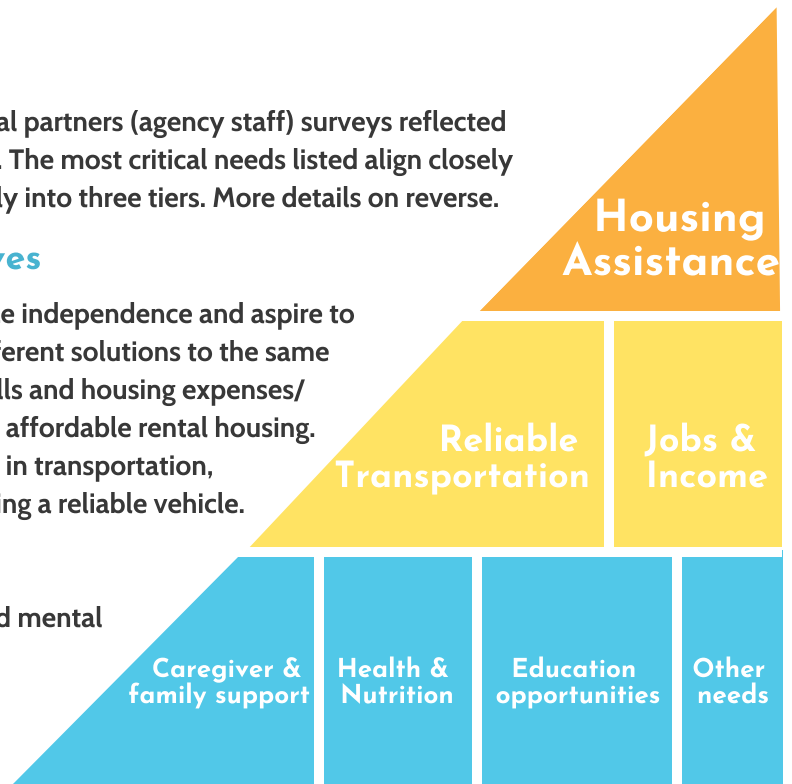 al partners (agency staff) surveys reflected
. The most critical needs listed align closely
ly into three tiers. More details on reverse.
Housing
Assistance
ves
e independence and aspire to
ferent solutions to the same
lls and housing expenses/
affordable rental housing.
in transportation,
ing a reliable vehicle.
Reliable
Transportation
Jobs &
Income
d mental
Caregiver &
family support
Health &
Nutrition
Education
opportunities
Other
needs